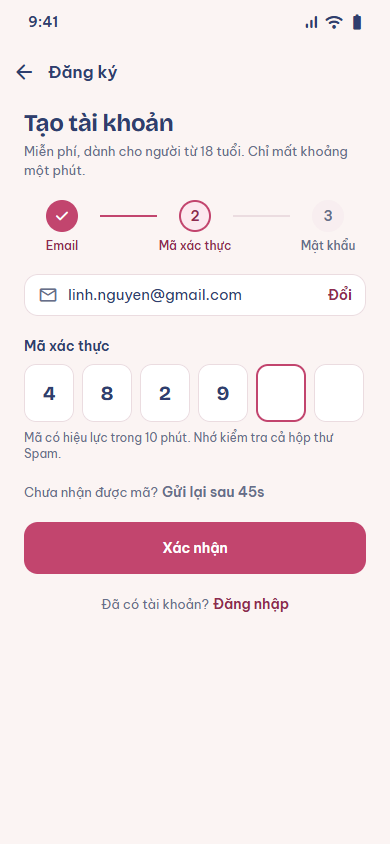 9:41
Đăng ký
Tạo tài khoản
Miễn phí, dành cho người từ 18 tuổi. Chỉ mất khoảng
một phút.
2
3
Email
Mã xác thực
Mật khẩu
linh.nguyen@gmail.com
Đổi
Mã xác thực
4 8 2 9
Mã có hiệu lực trong 10 phút. Nhớ kiểm tra cả hộp thư
Spam.
Chưa nhận được mã? Gửi lại sau 45s
Xác nhận
Đã có tài khoản? Đăng nhập